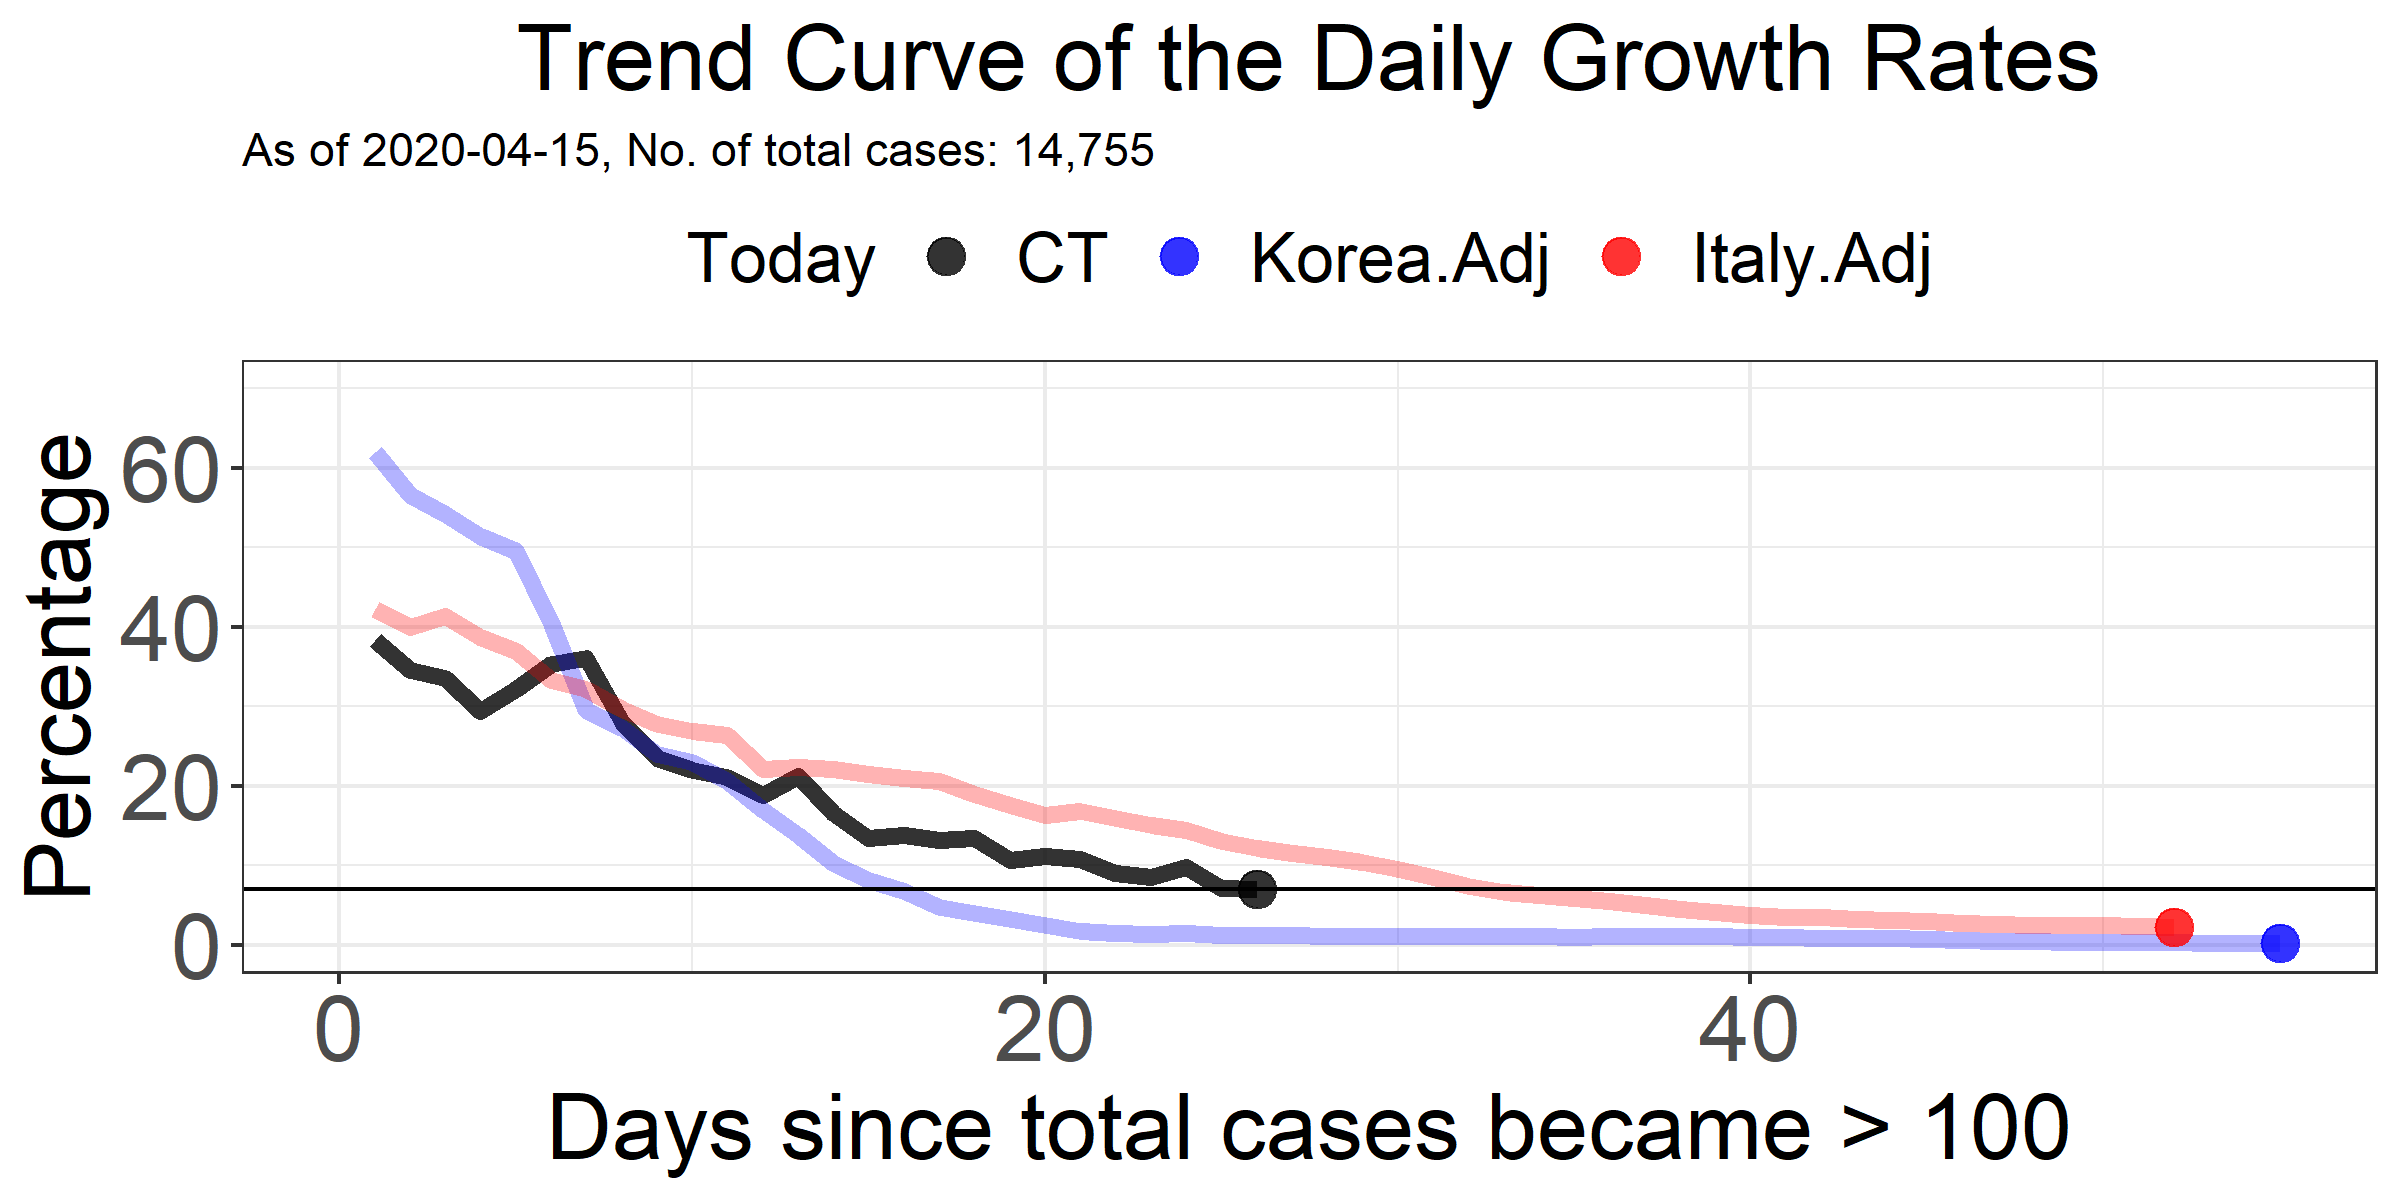 Trend Curve of the Daily Growth Rates
As of 2020-04-15, No. of total cases: 14,755
Today CT Korea.Adj Italy.Adj
Percentage
60
40
20
0
0 20 40
Days since total cases became > 100